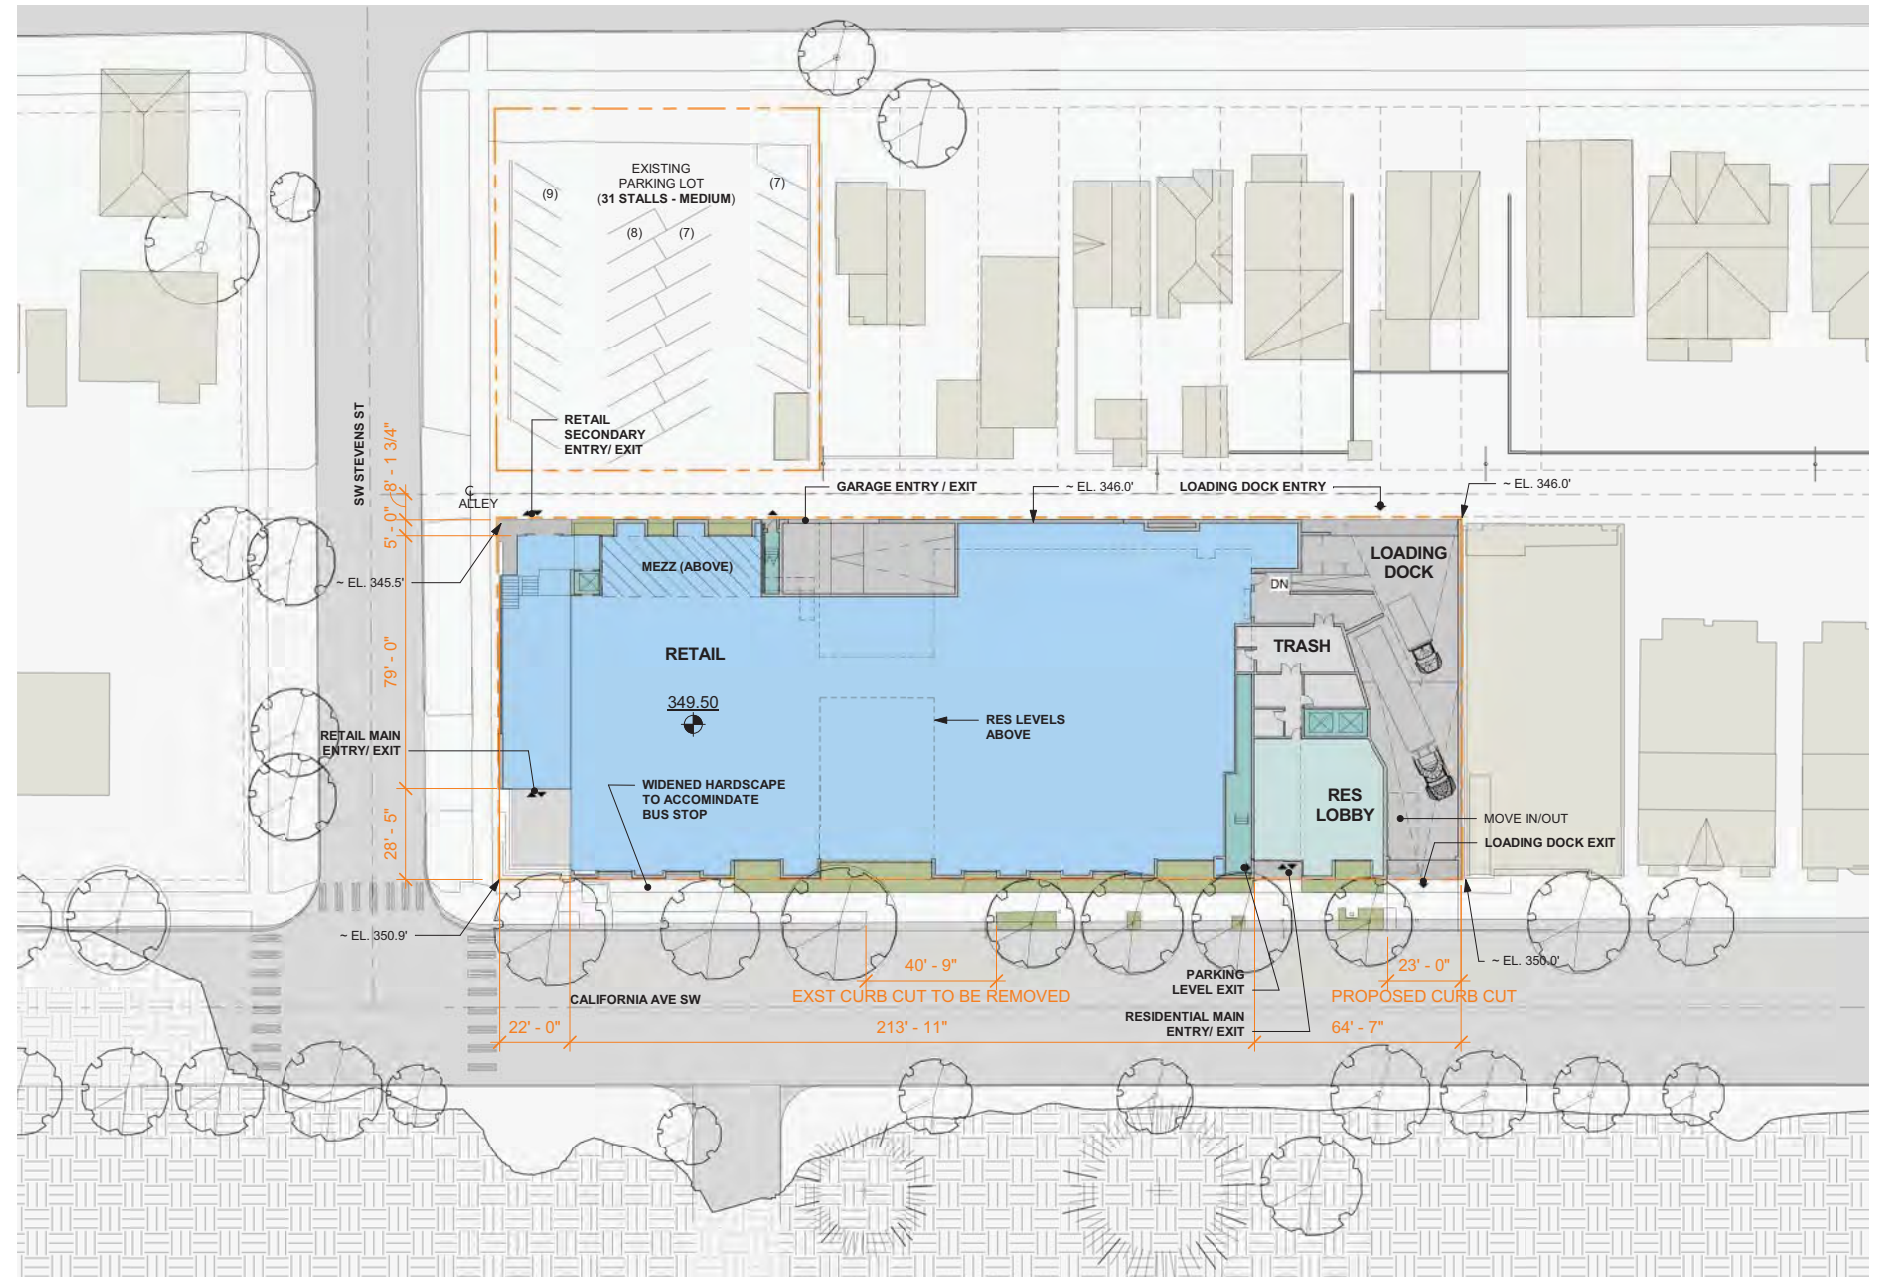 EXISTING
PARKING LOT
(31 STALLS - MEDIUM)
(9)
(7)
(8)
(7)
SW STEVENS ST
8' - 1 3/4"
5' - 0"
79' - 0"
28' - 5"
RETAIL
SECONDARY
ENTRY/ EXIT
ALLEY
GARAGE ENTRY / EXIT
~ EL. 346.0'
LOADING DOCK ENTRY
~ EL. 346.0'
~ EL. 345.5'
MEZZ (ABOVE)
LOADING
DOCK
DN
RETAIL
TRASH
349.50
RES LEVELS
ABOVE
RETAIL MAIN
ENTRY/ EXIT
WIDENED HARDSCAPE
TO ACCOMINDATE
BUS STOP
RES
LOBBY
MOVE IN/OUT
LOADING DOCK EXIT
~ EL. 350.9'
~ EL. 350.0'
40' - 9"
EXST CURB CUT TO BE REMOVED
23' - 0"
PROPOSED CURB CUT
PARKING
LEVEL EXIT
CALIFORNIA AVE SW
RESIDENTIAL MAIN
ENTRY/ EXIT
22' - 0"
213' - 11"
64' - 7"